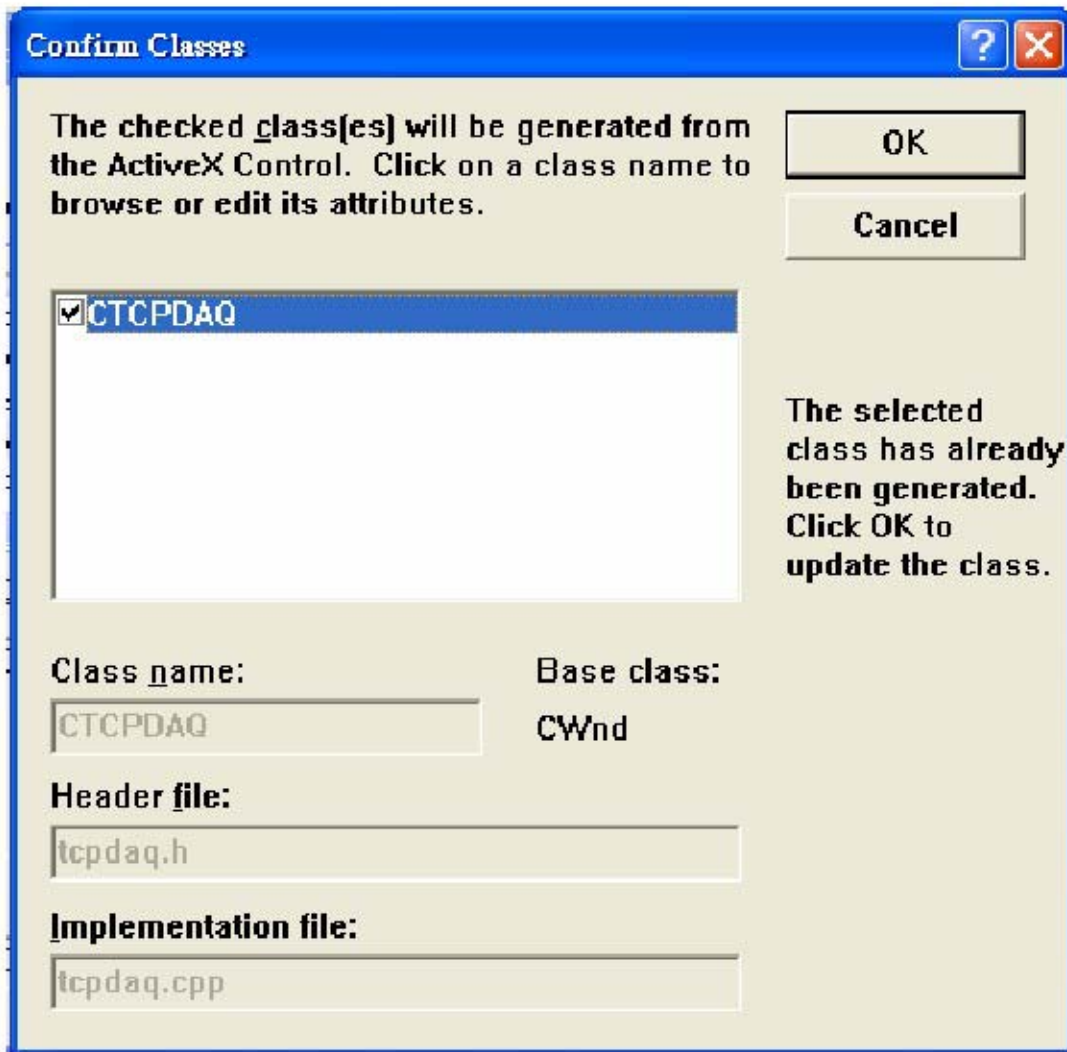 Confirm Classes
The checked class(es) will be generated from
the ActiveX Control. Click on a class name to
browse or edit its attributes.
OK
Cancel
CTCPDAQ
The selected
class has already
been generated.
Click OK to
update the class.
Class name:
Base class:
CTCPDAQ
CWnd
Header file:
tcpdaq.h
Implementation file:
tcpdaq.cpp